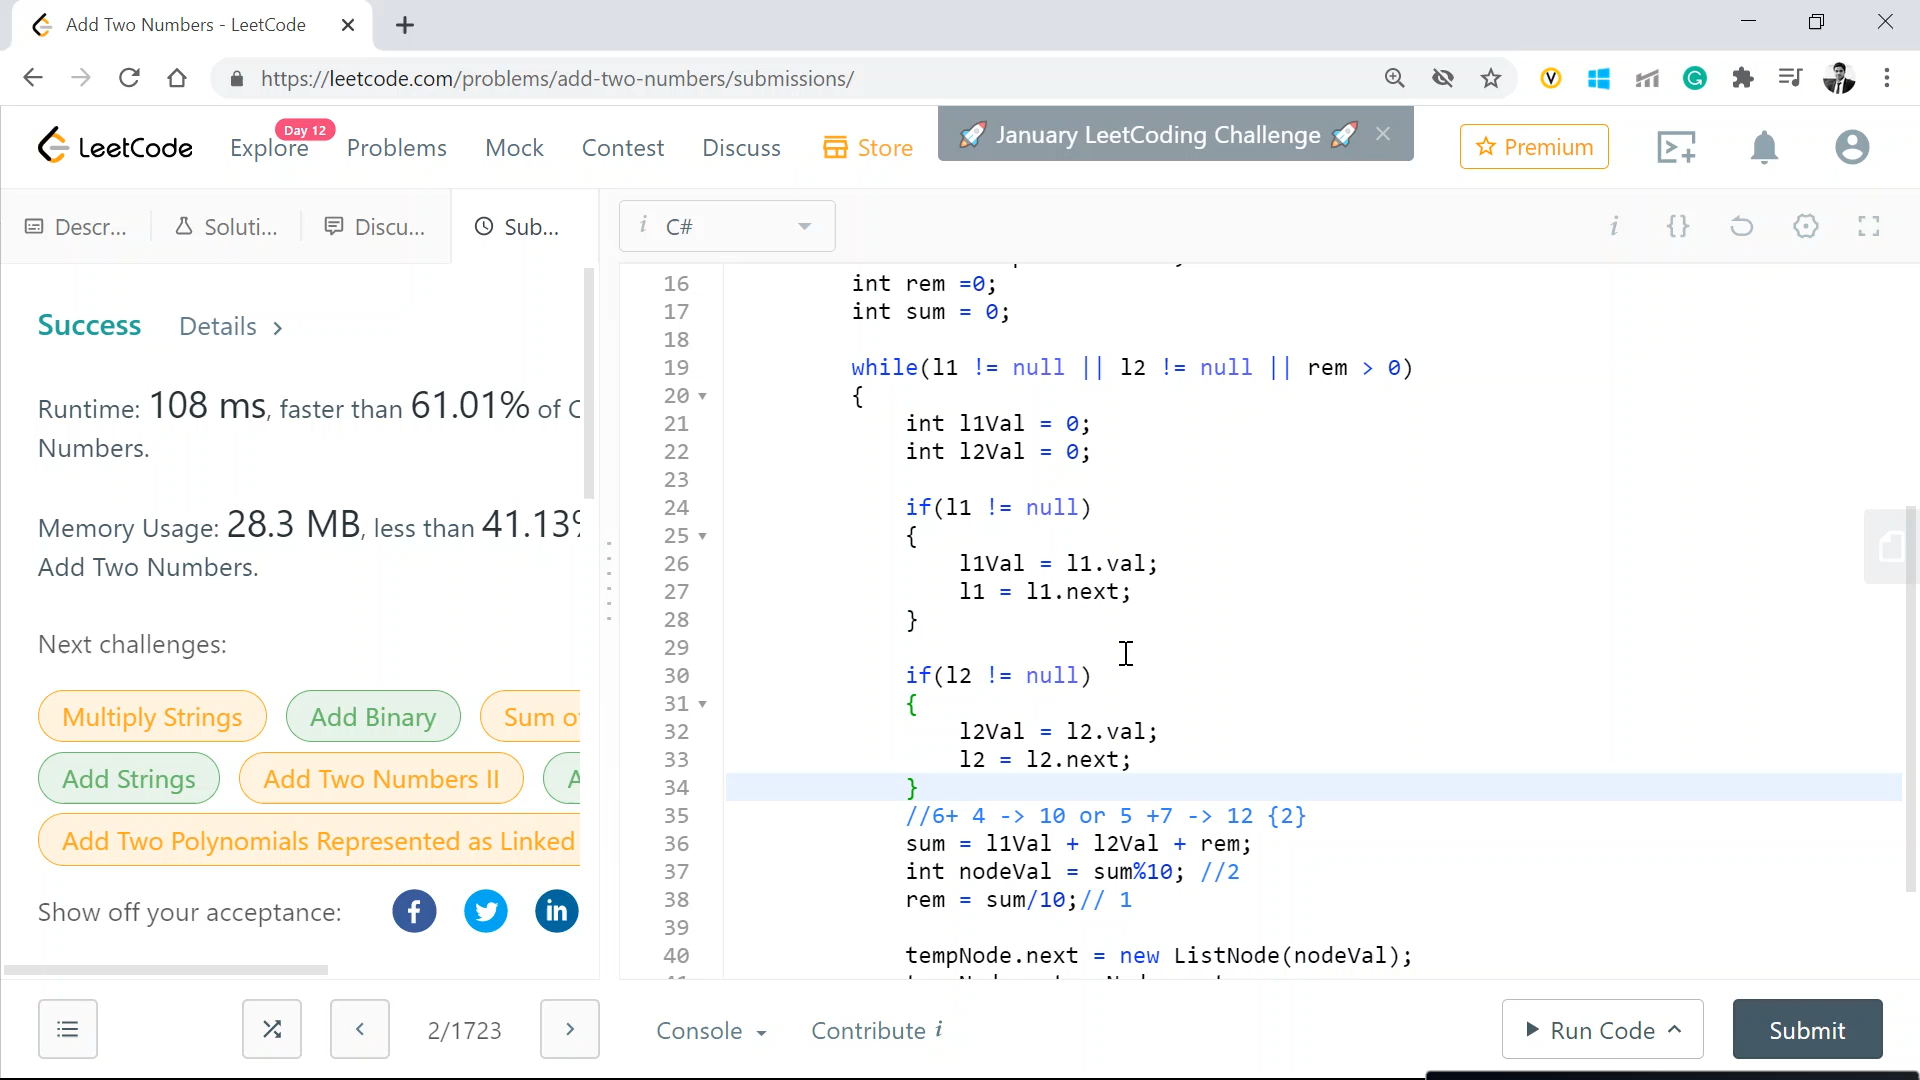 Add Two Numbers - LeetCode
https://leetcode.com/problems/add-two-numbers/submissions/
LeetCode
Explore
Day 12
Problems
Mock
Contest
Discuss
Store
🚀 January LeetCoding Challenge 🚀
Premium
Descr...
Soluti...
Discu...
Sub...
i C#
Success Details >
Runtime: 108 ms, faster than 61.01% of C
Numbers.
Memory Usage: 28.3 MB, less than 41.13%
Add Two Numbers.
Next challenges:
Multiply Strings
Add Binary
Sum o
Add Strings
Add Two Numbers II
A
Add Two Polynomials Represented as Linked
Show off your acceptance:
16 int rem =0;
17 int sum = 0;
18
19 while(l1 != null || l2 != null || rem > 0)
20 {
21 int l1Val = 0;
22 int l2Val = 0;
23
24 if(l1 != null)
25 {
26 l1Val = l1.val;
27 l1 = l1.next;
28 }
29
30 if(l2 != null)
31 {
32 l2Val = l2.val;
33 l2 = l2.next;
34 }
35 //6+ 4 -> 10 or 5 +7 -> 12 {2}
36 sum = l1Val + l2Val + rem;
37 int nodeVal = sum%10; //2
38 rem = sum/10;// 1
39
40 tempNode.next = new ListNode(nodeVal);
2/1723
Console
Contribute i
Run Code
Submit